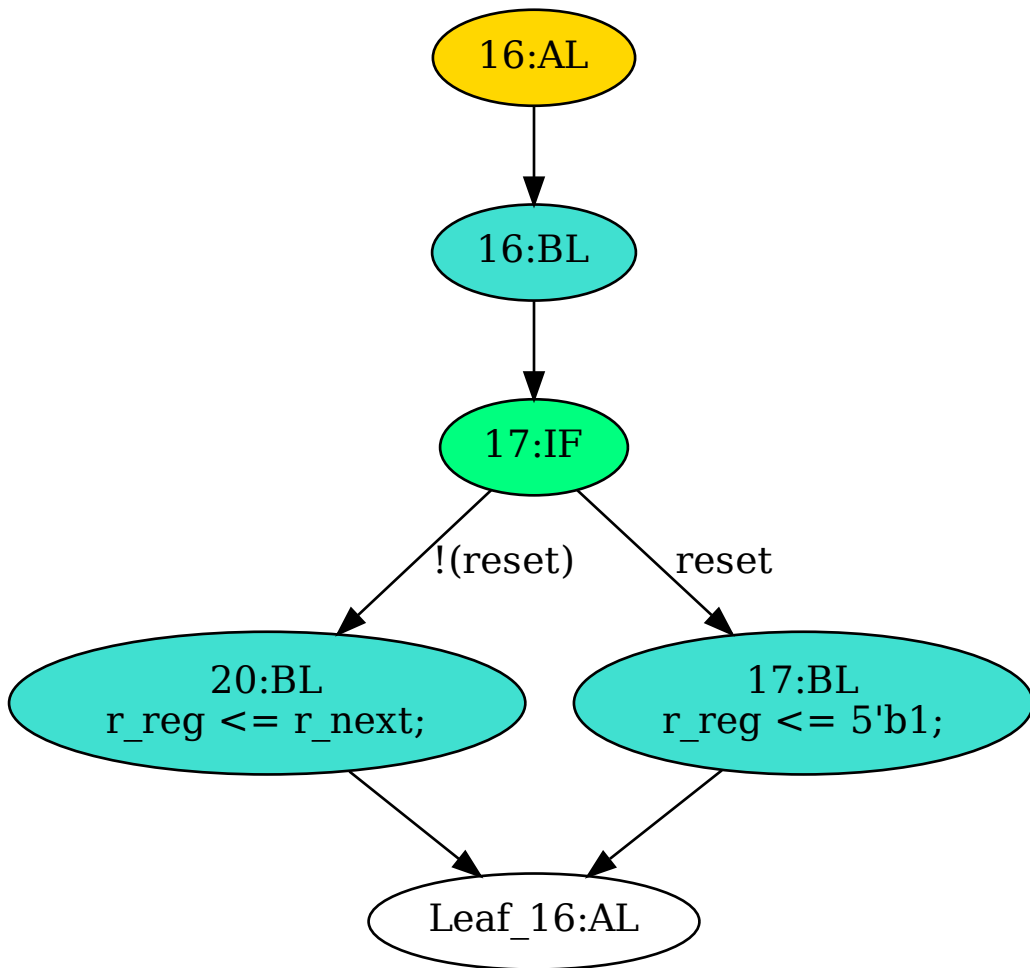 16:AL
16:BL
17:IF
!(reset)
reset
20:BL
r_reg <= r_next;
17:BL
r_reg <= 5'b1;
Leaf_16:AL